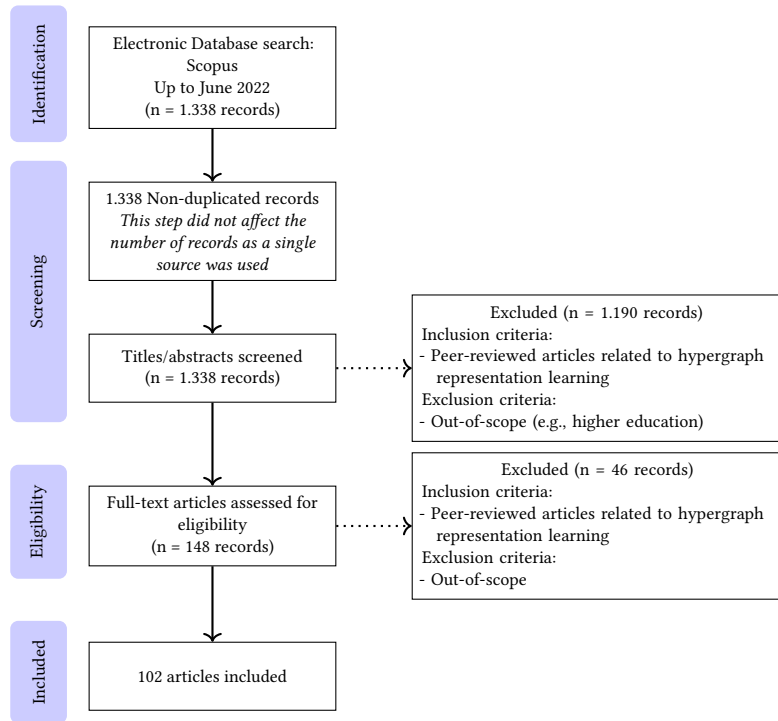 Identification
Electronic Database search:
Scopus
Up to June 2022
(n = 1.338 records)
Screening
1.338 Non-duplicated records
This step did not affect the
number of records as a single
source was used
Titles/abstracts screened
(n = 1.338 records)
Excluded (n = 1.190 records)
Inclusion criteria:
- Peer-reviewed articles related to hypergraph
representation learning
Exclusion criteria:
- Out-of-scope (e.g., higher education)
Eligibility
Full-text articles assessed for
eligibility
(n = 148 records)
Excluded (n = 46 records)
Inclusion criteria:
- Peer-reviewed articles related to hypergraph
representation learning
Exclusion criteria:
- Out-of-scope
Included
102 articles included